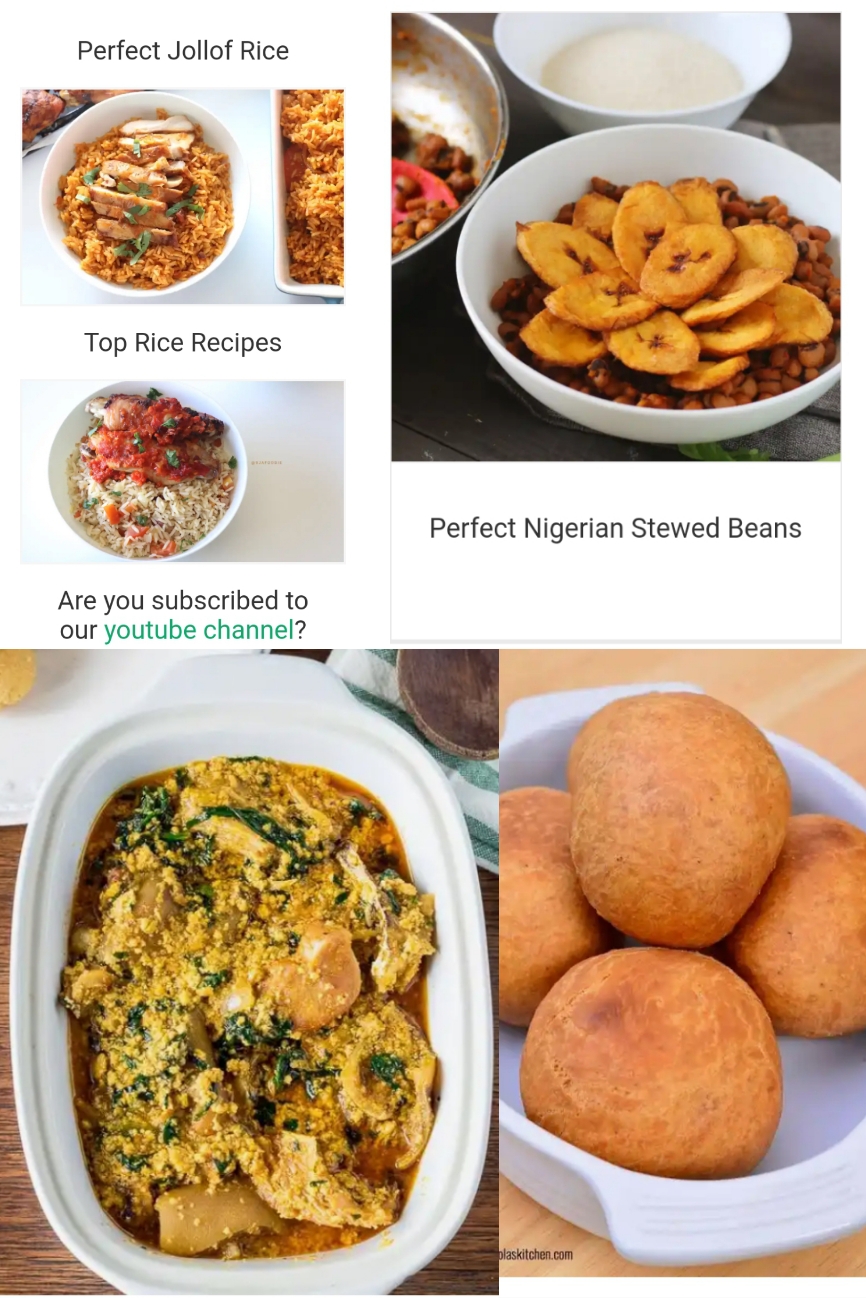 Perfect Jollof Rice
Top Rice Recipes
Are you subscribed to
our youtube channel?
Perfect Nigerian Stewed Beans